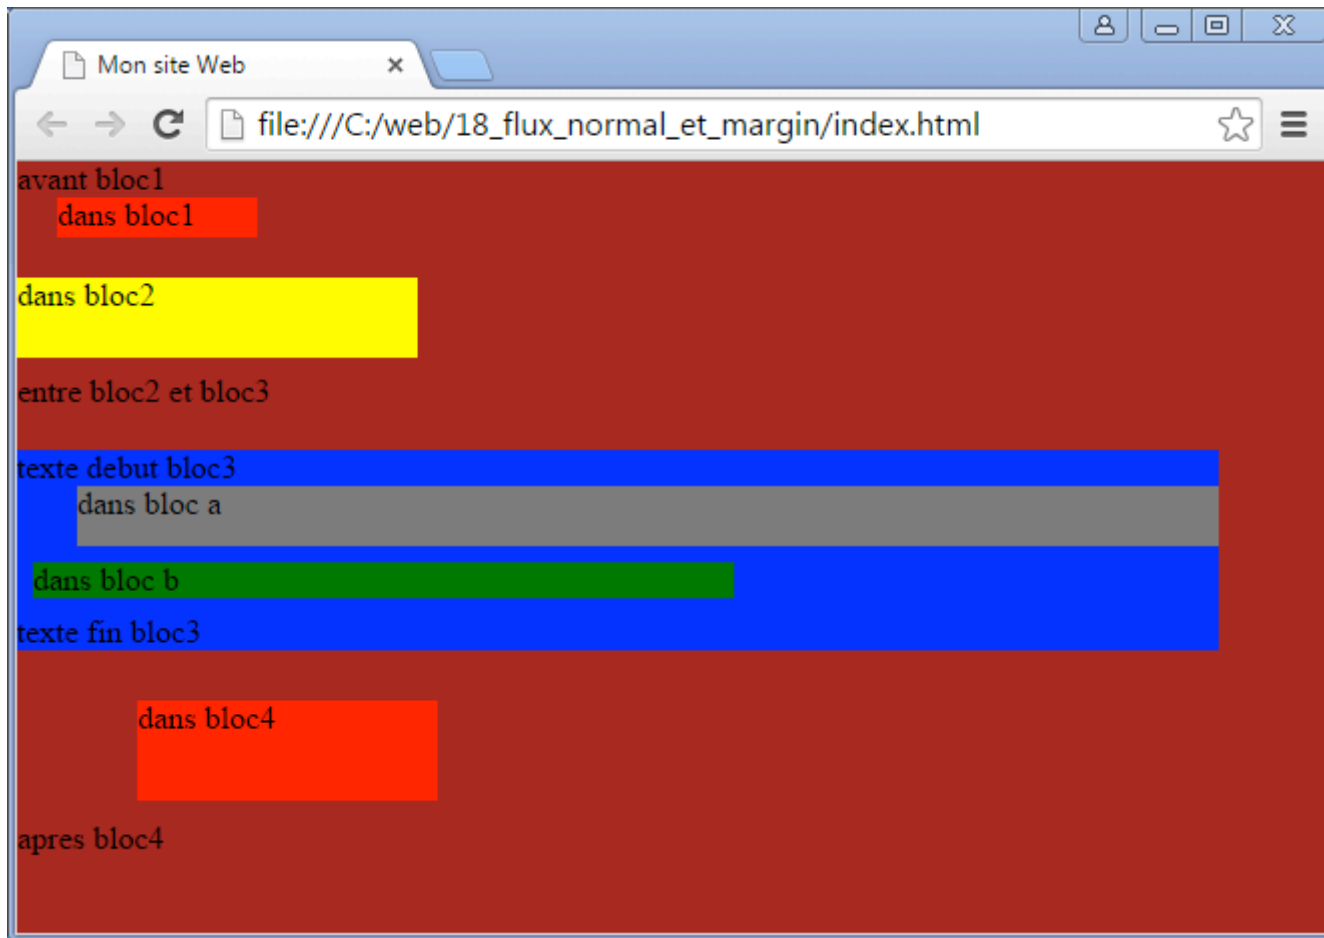 Mon site Web
file:///C:/web/18_flux_normal_et_margin/index.html
avant bloc1
dans bloc1
dans bloc2
entre bloc2 et bloc3
texte debut bloc3
dans bloc a
dans bloc b
texte fin bloc3
dans bloc4
apres bloc4